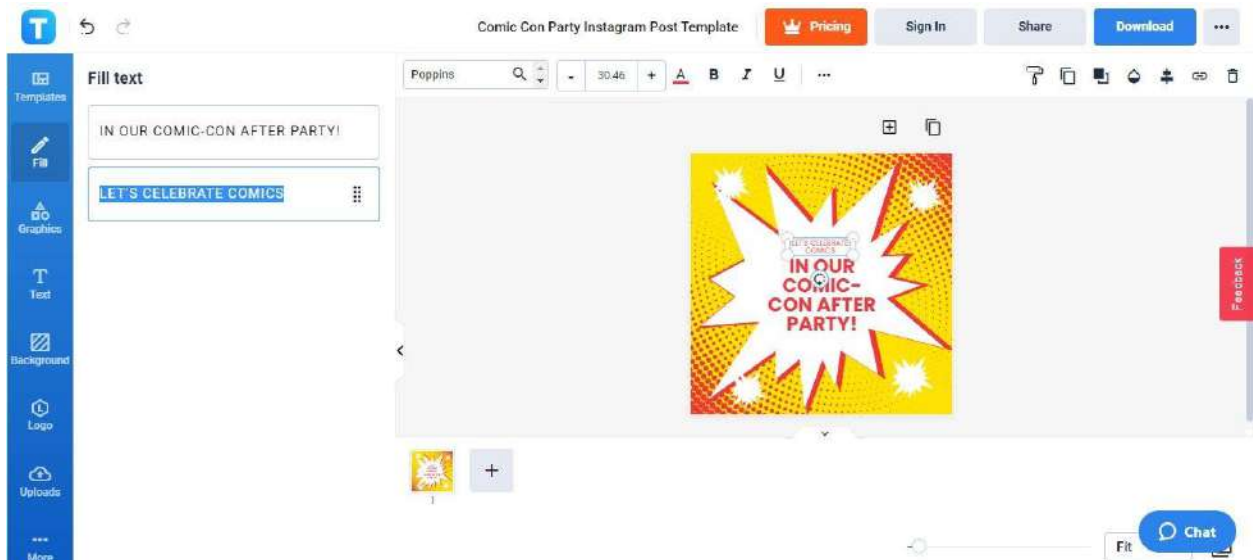 T
Comic Con Party Instagram Post Template
Pricing
Sign In
Share
Download
Templates
Fill
Graphics
Text
Background
Logo
Uploads
More
Fill text
IN OUR COMIC-CON AFTER PARTY!
LET'S CELEBRATE COMICS
Poppins
- 30.46 + A B I U
LET'S CELEBRATE
COMICS
IN OUR
COMIC-
CON AFTER
PARTY!
Feedback
+
1
Fit
Chat